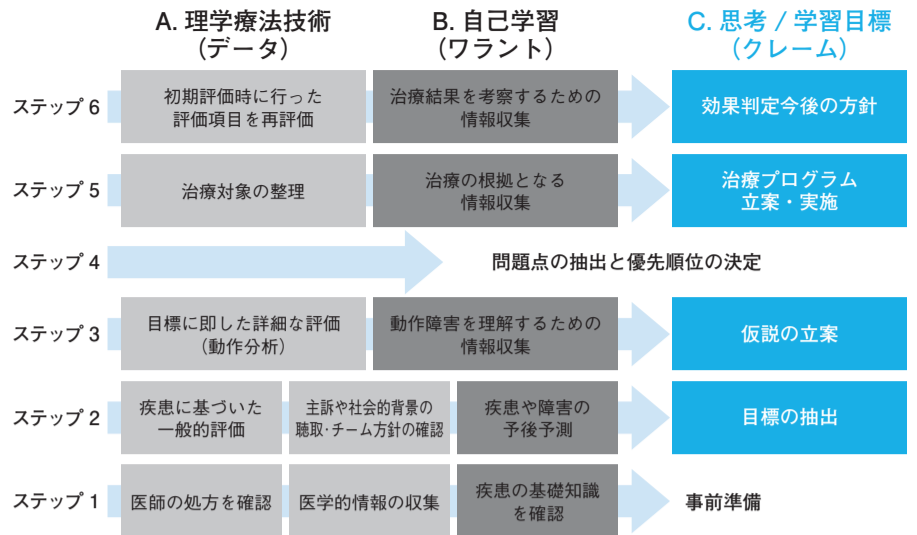 A. 理学療法技術
（データ）
B. 自己学習
（ワラント）
C. 思考 / 学習目標
（クレーム）
ステップ 6
初期評価時に行った
評価項目を再評価
治療結果を考察するための
情報収集
効果判定今後の方針
ステップ 5
治療対象の整理
治療の根拠となる
情報収集
治療プログラム
立案・実施
ステップ 4
問題点の抽出と優先順位の決定
ステップ 3
目標に即した詳細な評価
（動作分析）
動作障害を理解するための
情報収集
仮説の立案
ステップ 2
疾患に基づいた
一般的評価
主訴や社会的背景の
聴取・チーム方針の確認
疾患や障害の
予後予測
目標の抽出
ステップ 1
医師の処方を確認
医学的情報の収集
疾患の基礎知識
を確認
事前準備